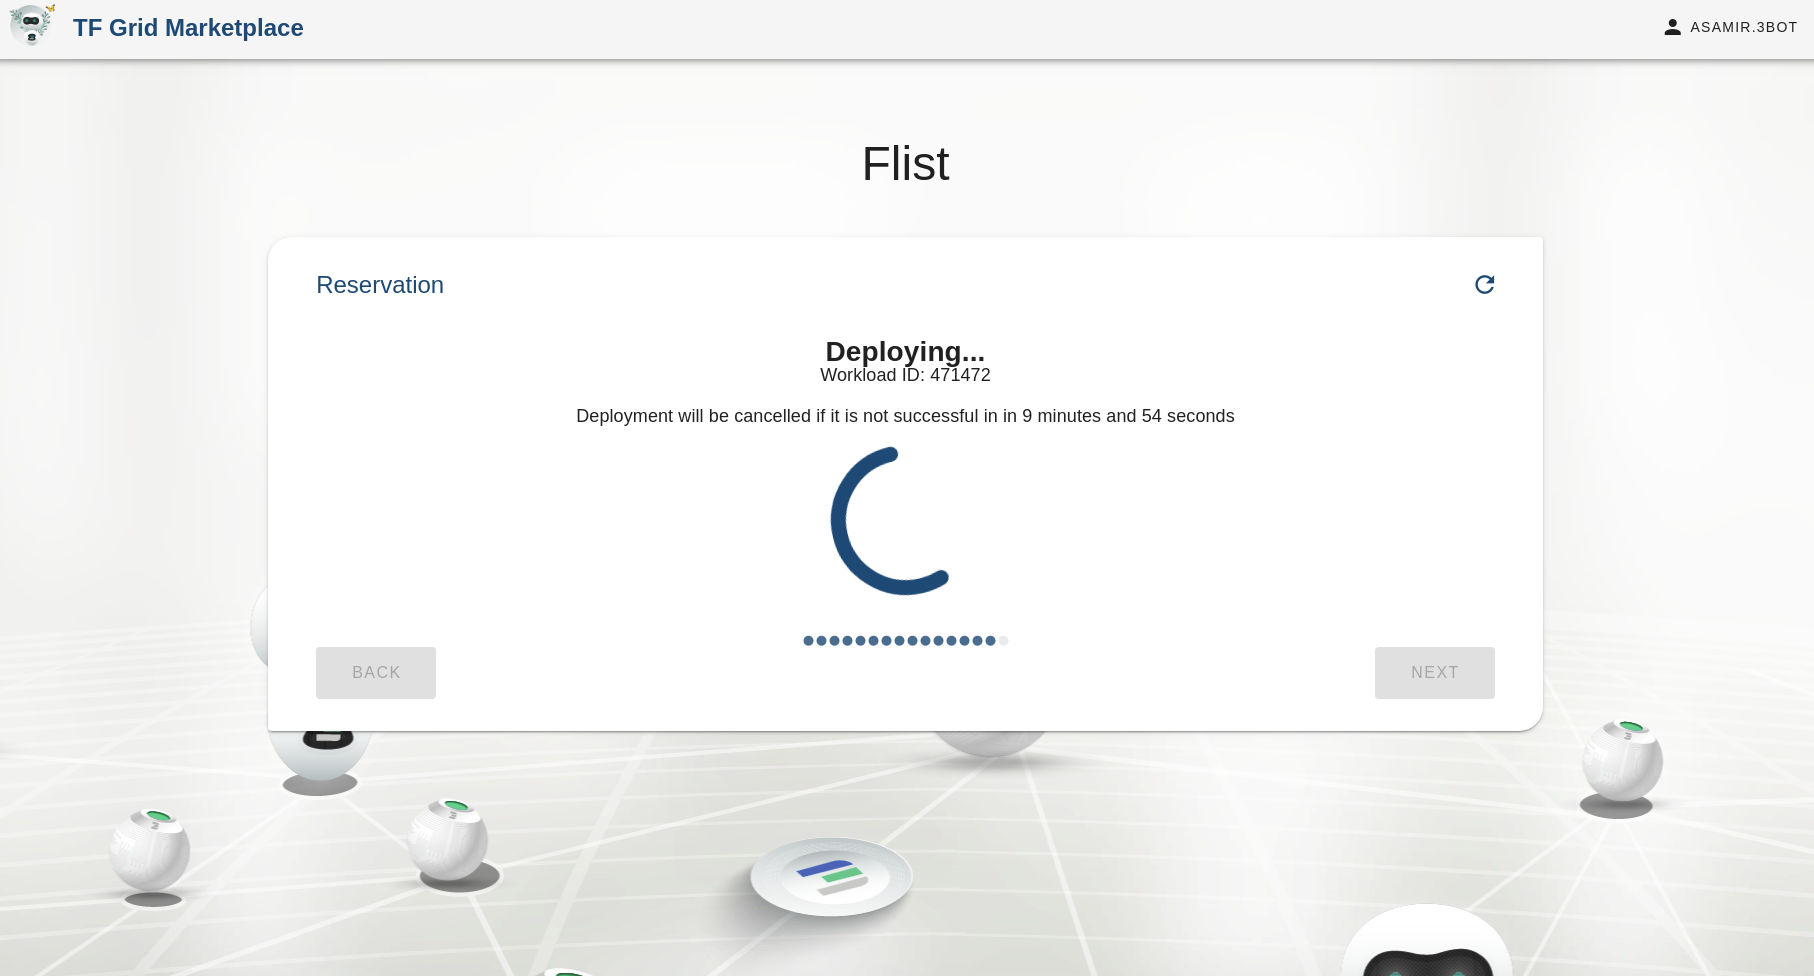 TF Grid Marketplace
ASAMIR.3BOT
Flist
Reservation
Deploying...
Workload ID: 471472
Deployment will be cancelled if it is not successful in in 9 minutes and 54 seconds
BACK
NEXT